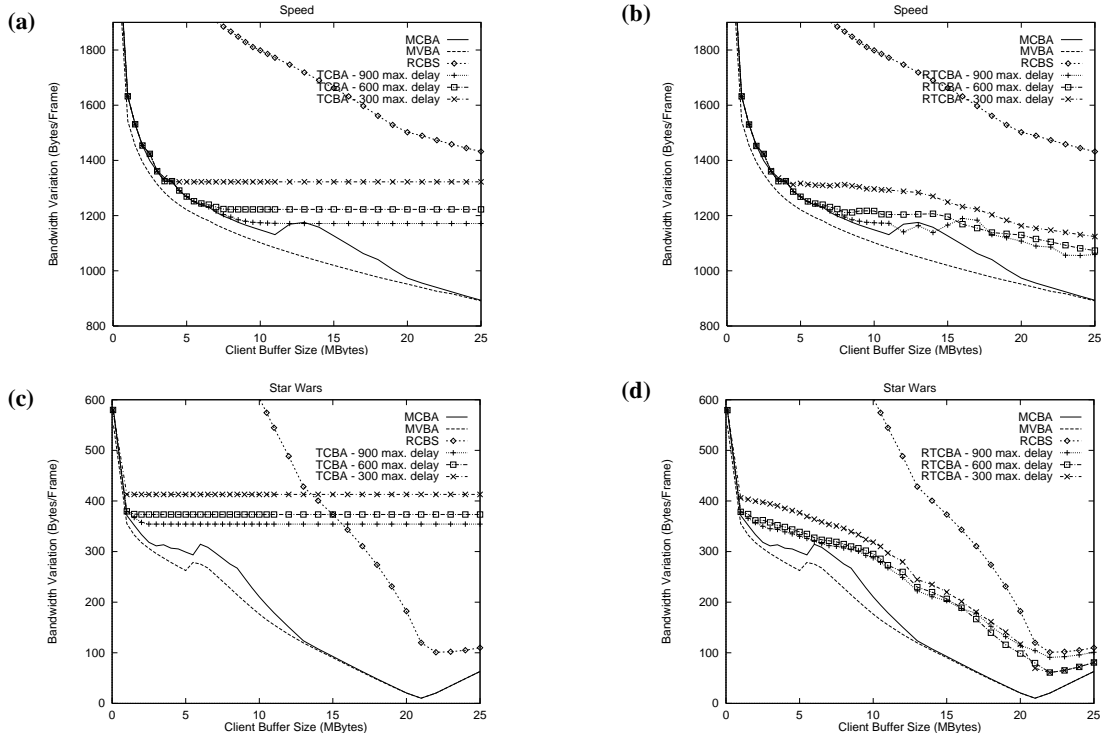 (a)
Speed
Bandwidth Variation (Bytes/Frame)
1800
1600
1400
1200
1000
800
MCBA
MVBA
RCBS
TCBA - 900 max. delay
TCBA - 600 max. delay
TCBA - 300 max. delay
0 5 10 15 20 25
Client Buffer Size (MBytes)
(b)
Speed
Bandwidth Variation (Bytes/Frame)
1800
1600
1400
1200
1000
800
MCBA
MVBA
RCBS
RTCBA - 900 max. delay
RTCBA - 600 max. delay
RTCBA - 300 max. delay
0 5 10 15 20 25
Client Buffer Size (MBytes)
(c)
Star Wars
Bandwidth Variation (Bytes/Frame)
600
500
400
300
200
100
0
MCBA
MVBA
RCBS
TCBA - 900 max. delay
TCBA - 600 max. delay
TCBA - 300 max. delay
0 5 10 15 20 25
Client Buffer Size (MBytes)
(d)
Star Wars
Bandwidth Variation (Bytes/Frame)
600
500
400
300
200
100
0
MCBA
MVBA
RCBS
RTCBA - 900 max. delay
RTCBA - 600 max. delay
RTCBA - 300 max. delay
0 5 10 15 20 25
Client Buffer Size (MBytes)